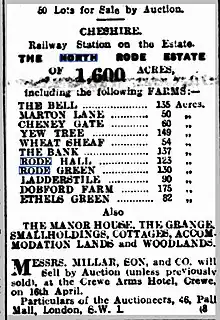 50 Lots for Sale by Auction.
CHESHIRE.
Railway Station on the Estate.
THE NORTH RODE ESTATE
OF 1,600 ACRES,
including the following FARMS:—
THE BELL 135 Acres.
MARTON LANE 50 "
CHENEY GATE 60 "
YEW TREE 149 "
WHEAT SHEAF 54 "
THE BANK 137 "
RODE HALL 123 "
RODE GREEN 130 "
LADDERSTILE 90 "
DOBFORD FARM 175 "
ETHELS GREEN 82 "
Also
THE MANOR HOUSE, THE GRANGE,
SMALLHOLDINGS, COTTAGES, ACCOM-
MODATION LANDS and WOODLANDS.
MESSRS. MILLAR, SON, and CO. will
Sell by Auction (unless previously
sold), at the Crewe Arms Hotel, Crewe,
on 16th April.
Particulars of the Auctioneers, 46, Pall
Mall, London, S.W. 1